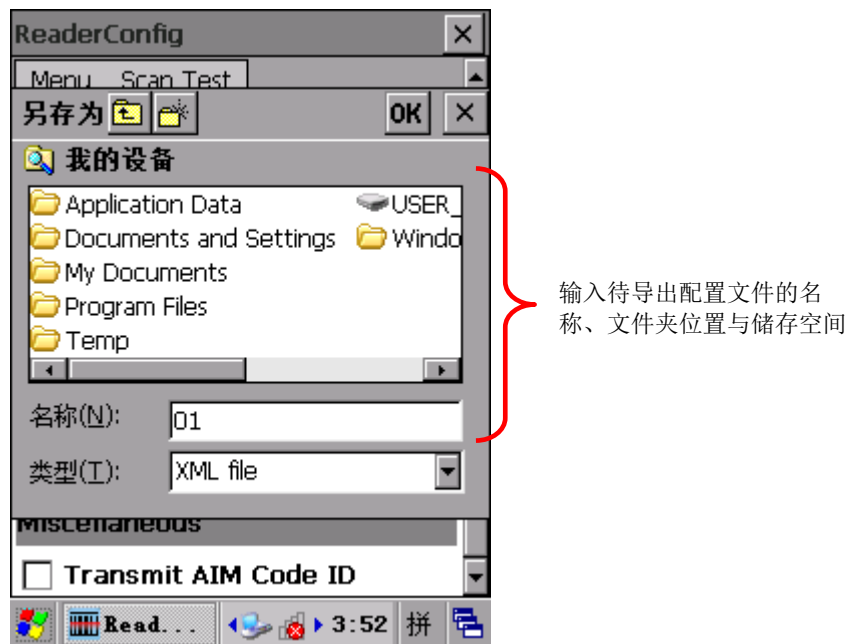 ReaderConfig
Menu Scan Test
另存为 OK
我的设备
Application Data
USER_
Documents and Settings
Windo
My Documents
Program Files
Temp
名称(N): 01
类型(T): XML file
Miscellaneous
Transmit AIM Code ID
Read... 3:52 拼
输入待导出配置文件的名
称、文件夹位置与储存空间